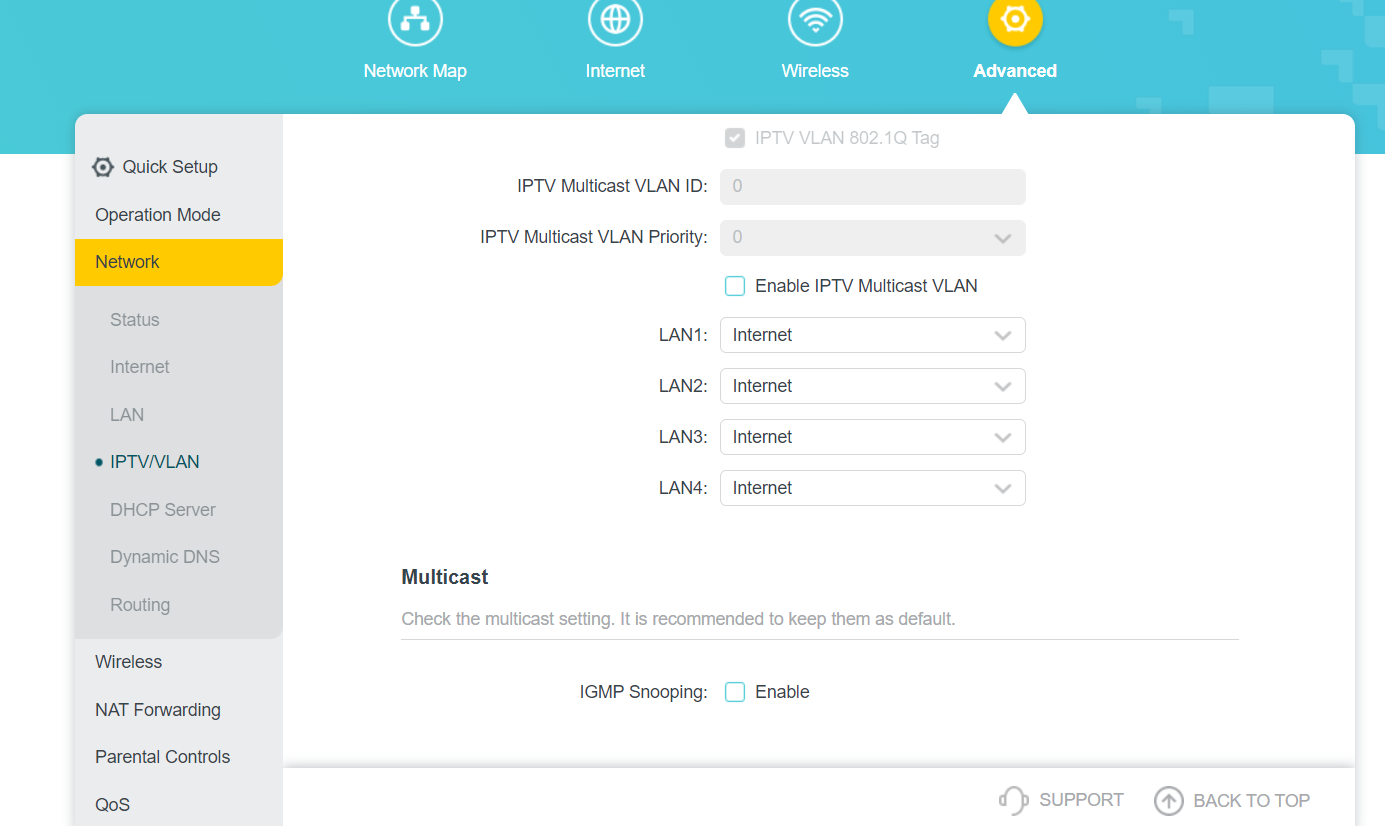 Network Map
Internet
Wireless
Advanced
Quick Setup
Operation Mode
Network
Status
Internet
LAN
IPTV/VLAN
DHCP Server
Dynamic DNS
Routing
Wireless
NAT Forwarding
Parental Controls
QoS
IPTV VLAN 802.1Q Tag
IPTV Multicast VLAN ID: 0
IPTV Multicast VLAN Priority: 0
Enable IPTV Multicast VLAN
LAN1: Internet
LAN2: Internet
LAN3: Internet
LAN4: Internet
Multicast
Check the multicast setting. It is recommended to keep them as default.
IGMP Snooping: Enable
SUPPORT
BACK TO TOP